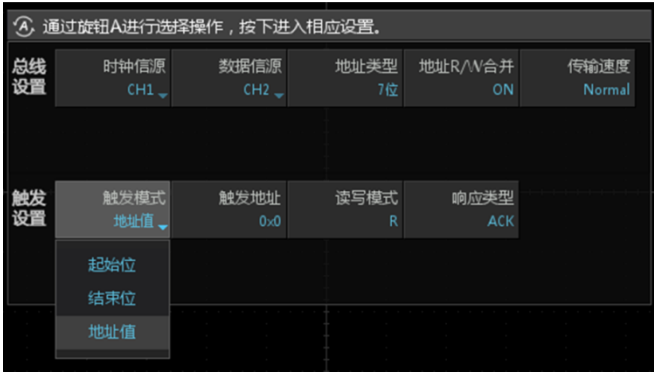 A 通过旋钮A进行选择操作，按下进入相应设置。
总线设置
时钟信源 数据信源 地址类型 地址R/W合并 传输速度
CH1 CH2 7位 ON Normal
触发设置
触发模式 触发地址 读写模式 响应类型
地址值 0x0 R ACK
起始位
结束位
地址值